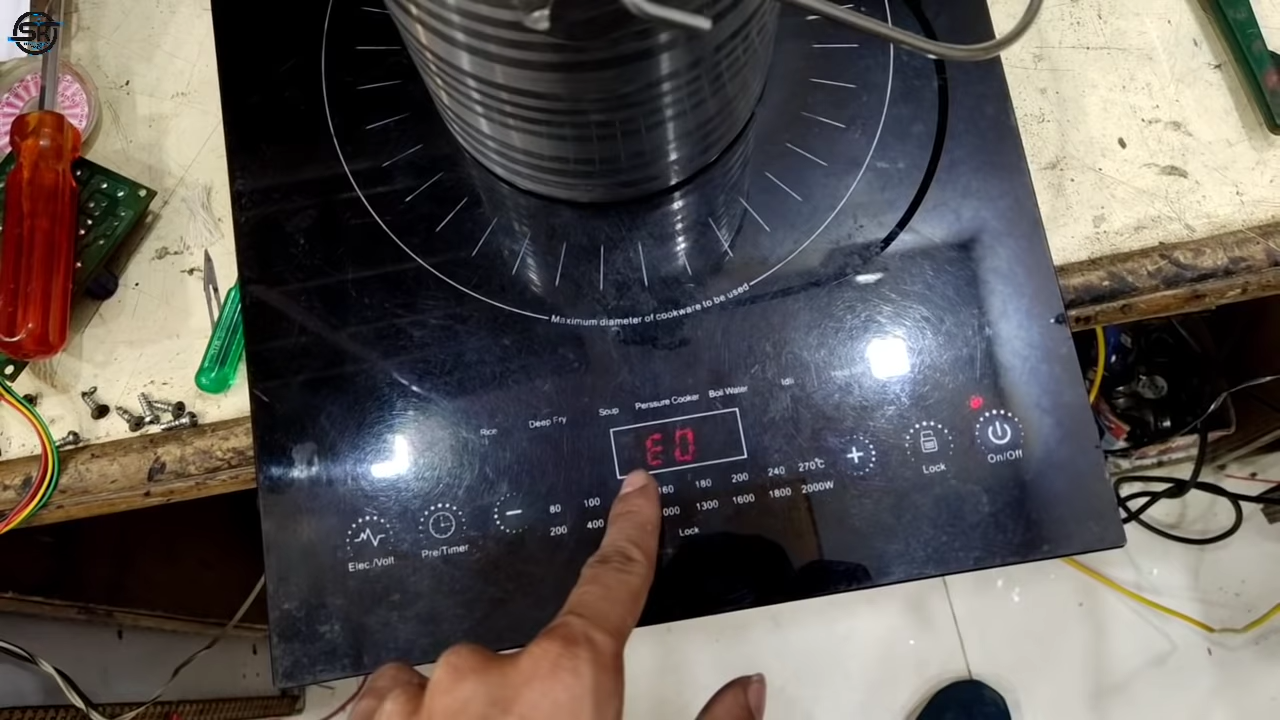 SK
Maximum diameter of cookware to be used
Rice Deep Fry Soup Perssure Cooker Boil Water Idli
E0
80 100 160 180 200 240 270°C
200 400 1300 1600 1800 2000W
Lock
Elec./Volt Pre/Timer − + Lock On/Off